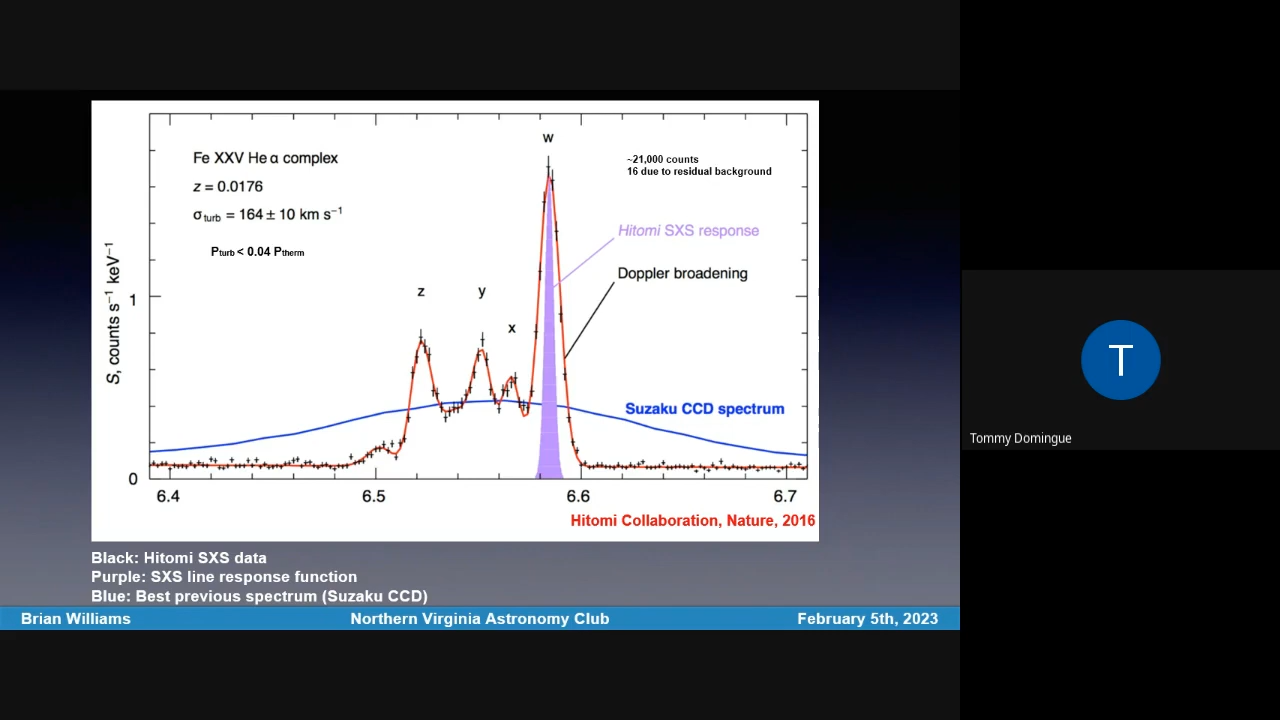 w
Fe XXV He α complex
~21,000 counts
16 due to residual background
z = 0.0176
σturb = 164 ± 10 km s⁻¹
Hitomi SXS response
Pturb < 0.04 Ptherm
Doppler broadening
z
y
x
S, counts s⁻¹ keV⁻¹
1
Suzaku CCD spectrum
0
6.4
6.5
6.6
6.7
Hitomi Collaboration, Nature, 2016
Black: Hitomi SXS data
Purple: SXS line response function
Blue: Best previous spectrum (Suzaku CCD)
Brian Williams
Northern Virginia Astronomy Club
February 5th, 2023
T
Tommy Domingue